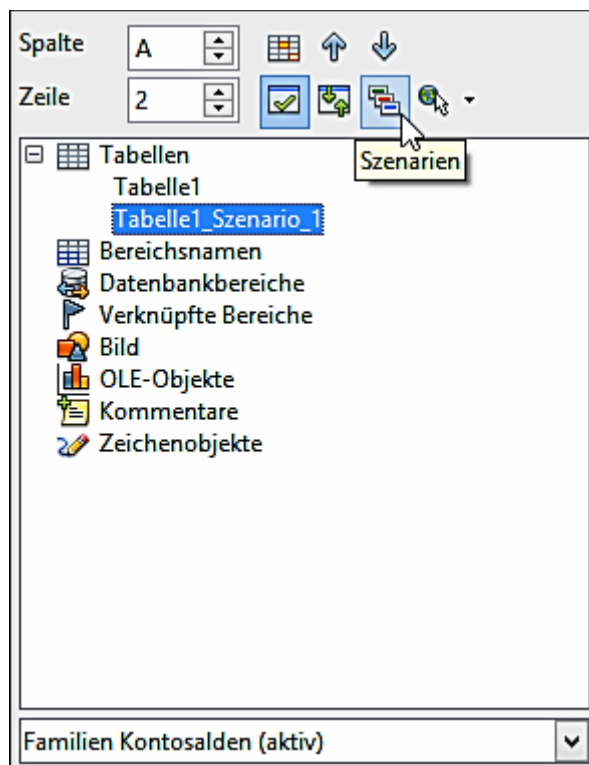 Spalte A
Zeile 2
Szenarien
Tabellen
Tabelle1
Tabelle1_Szenario_1
Bereichsnamen
Datenbankbereiche
Verknüpfte Bereiche
Bild
OLE-Objekte
Kommentare
Zeichenobjekte
Familien Kontosalden (aktiv)